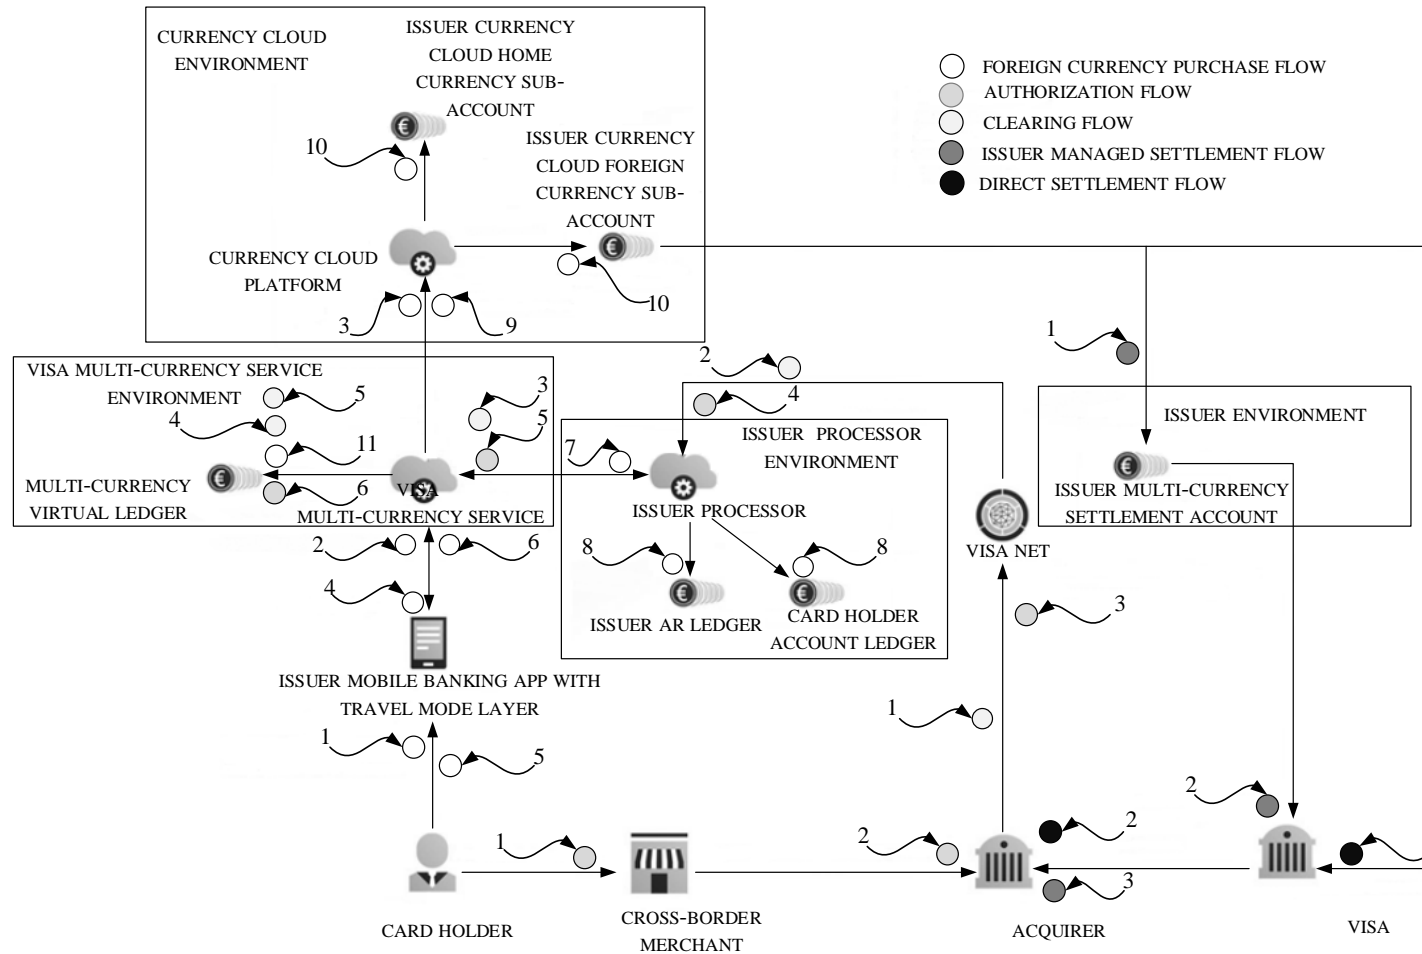 CURRENCY CLOUD
ENVIRONMENT
ISSUER CURRENCY
CLOUD HOME
CURRENCY SUB-
ACCOUNT
10
ISSUER CURRENCY
CLOUD FOREIGN
CURRENCY SUB-
ACCOUNT
CURRENCY CLOUD
PLATFORM
10
3
9
FOREIGN CURRENCY PURCHASE FLOW
AUTHORIZATION FLOW
CLEARING FLOW
ISSUER MANAGED SETTLEMENT FLOW
DIRECT SETTLEMENT FLOW
1
VISA MULTI-CURRENCY SERVICE
ENVIRONMENT
5
4
11
6
3
5
MULTI-CURRENCY
VIRTUAL LEDGER
VISA
MULTI-CURRENCY SERVICE
2
4
7
ISSUER PROCESSOR
ENVIRONMENT
ISSUER PROCESSOR
8
8
ISSUER AR LEDGER
CARD HOLDER
ACCOUNT LEDGER
ISSUER ENVIRONMENT
ISSUER MULTI-CURRENCY
SETTLEMENT ACCOUNT
VISA NET
2
6
4
ISSUER MOBILE BANKING APP WITH
TRAVEL MODE LAYER
1
5
3
1
1
2
2
3
2
CARD HOLDER
CROSS-BORDER
MERCHANT
ACQUIRER
VISA